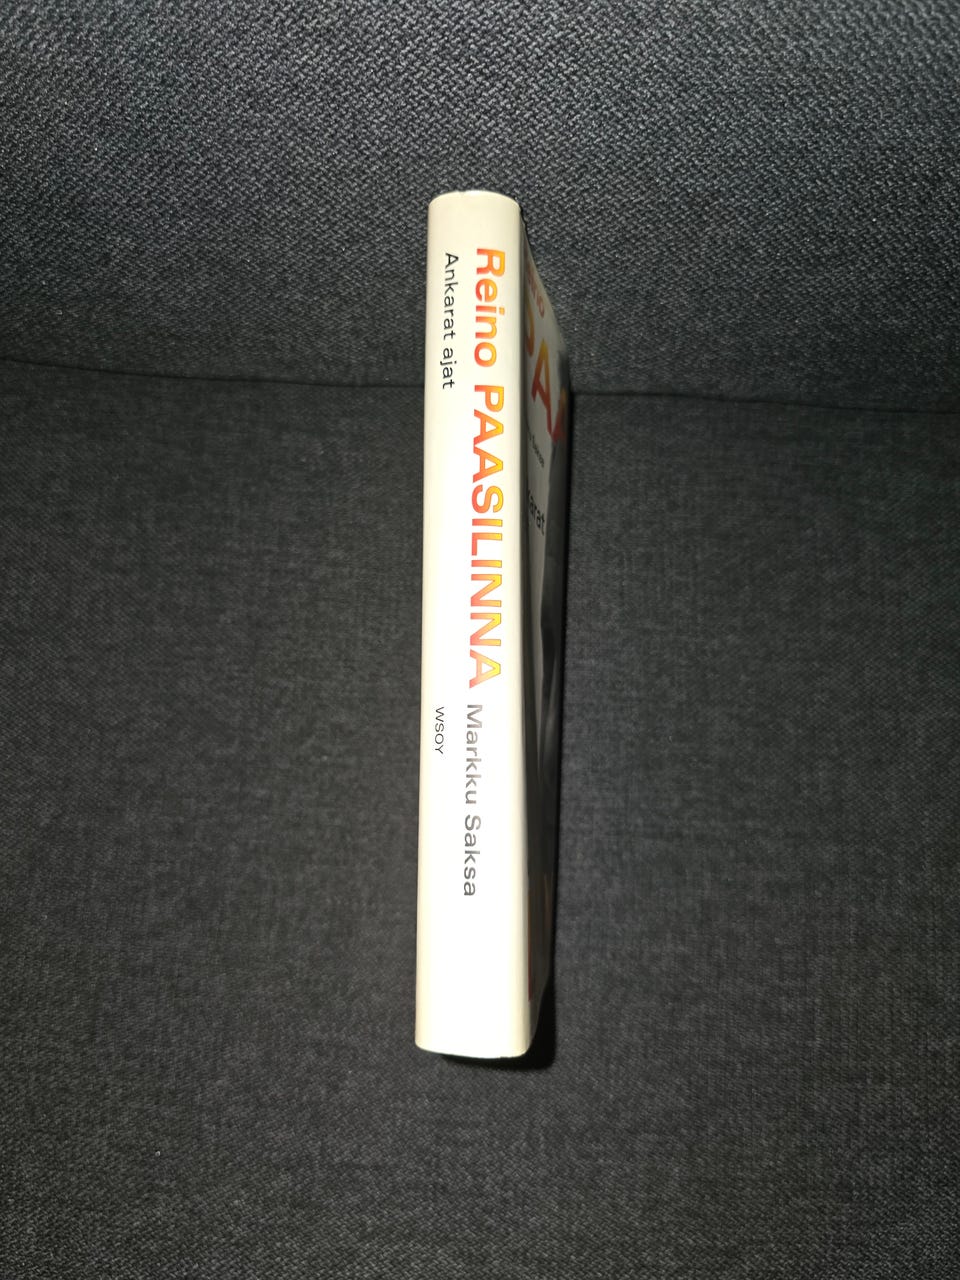 Reino PAASILINNA Markku Saksa
Ankarat ajat
WSOY